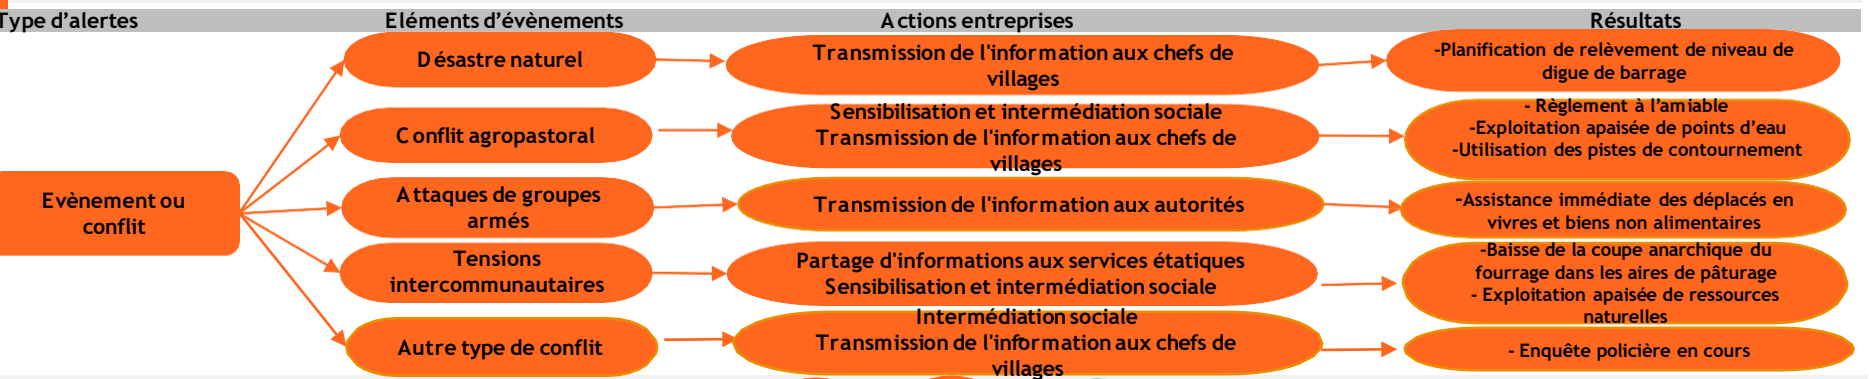 Type d'alertes
Eléments d'évènements
Actions entreprises
Résultats
Evènement ou
conflit
Désastre naturel
Transmission de l'information aux chefs de
villages
-Planification de relèvement de niveau de
digue de barrage
Conflit agropastoral
Sensibilisation et intermédiation sociale
Transmission de l'information aux chefs de
villages
- Règlement à l'amiable
-Exploitation apaisée de points d'eau
-Utilisation des pistes de contournement
Attaques de groupes
armés
Transmission de l'information aux autorités
-Assistance immédiate des déplacés en
vivres et biens non alimentaires
Tensions
intercommunautaires
Partage d'informations aux services étatiques
Sensibilisation et intermédiation sociale
-Baisse de la coupe anarchique du
fourrage dans les aires de pâturage
- Exploitation apaisée de ressources
naturelles
Autre type de conflit
Intermédiation sociale
Transmission de l'information aux chefs de
villages
- Enquête policière en cours